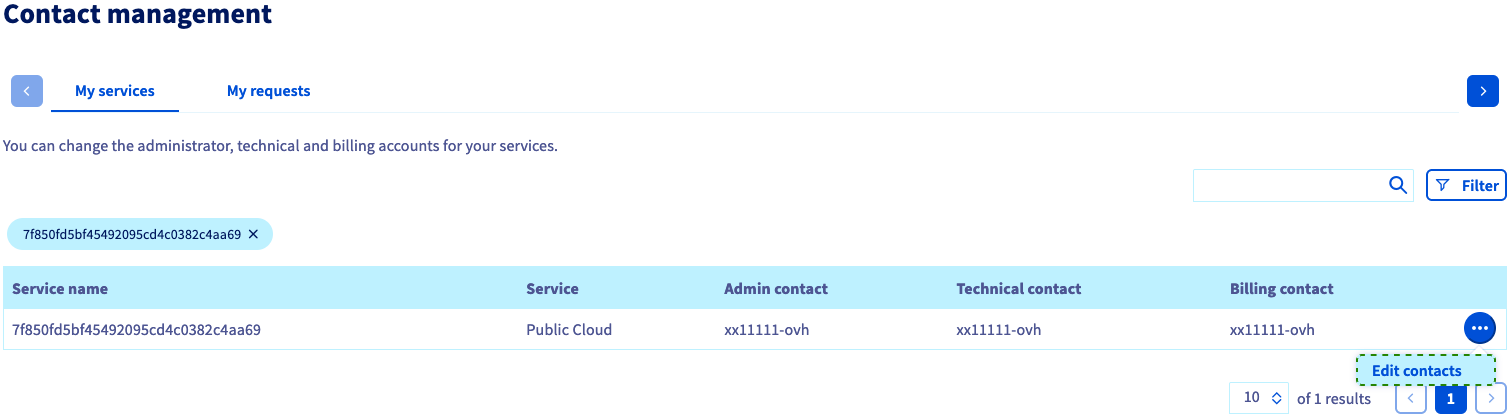 Contact management
My services
My requests
You can change the administrator, technical and billing accounts for your services.
Filter
7f850fd5bf45492095cd4c0382c4aa69
Service name Service Admin contact Technical contact Billing contact
7f850fd5bf45492095cd4c0382c4aa69 Public Cloud xx11111-ovh xx11111-ovh xx11111-ovh
Edit contacts
10 of 1 results 1